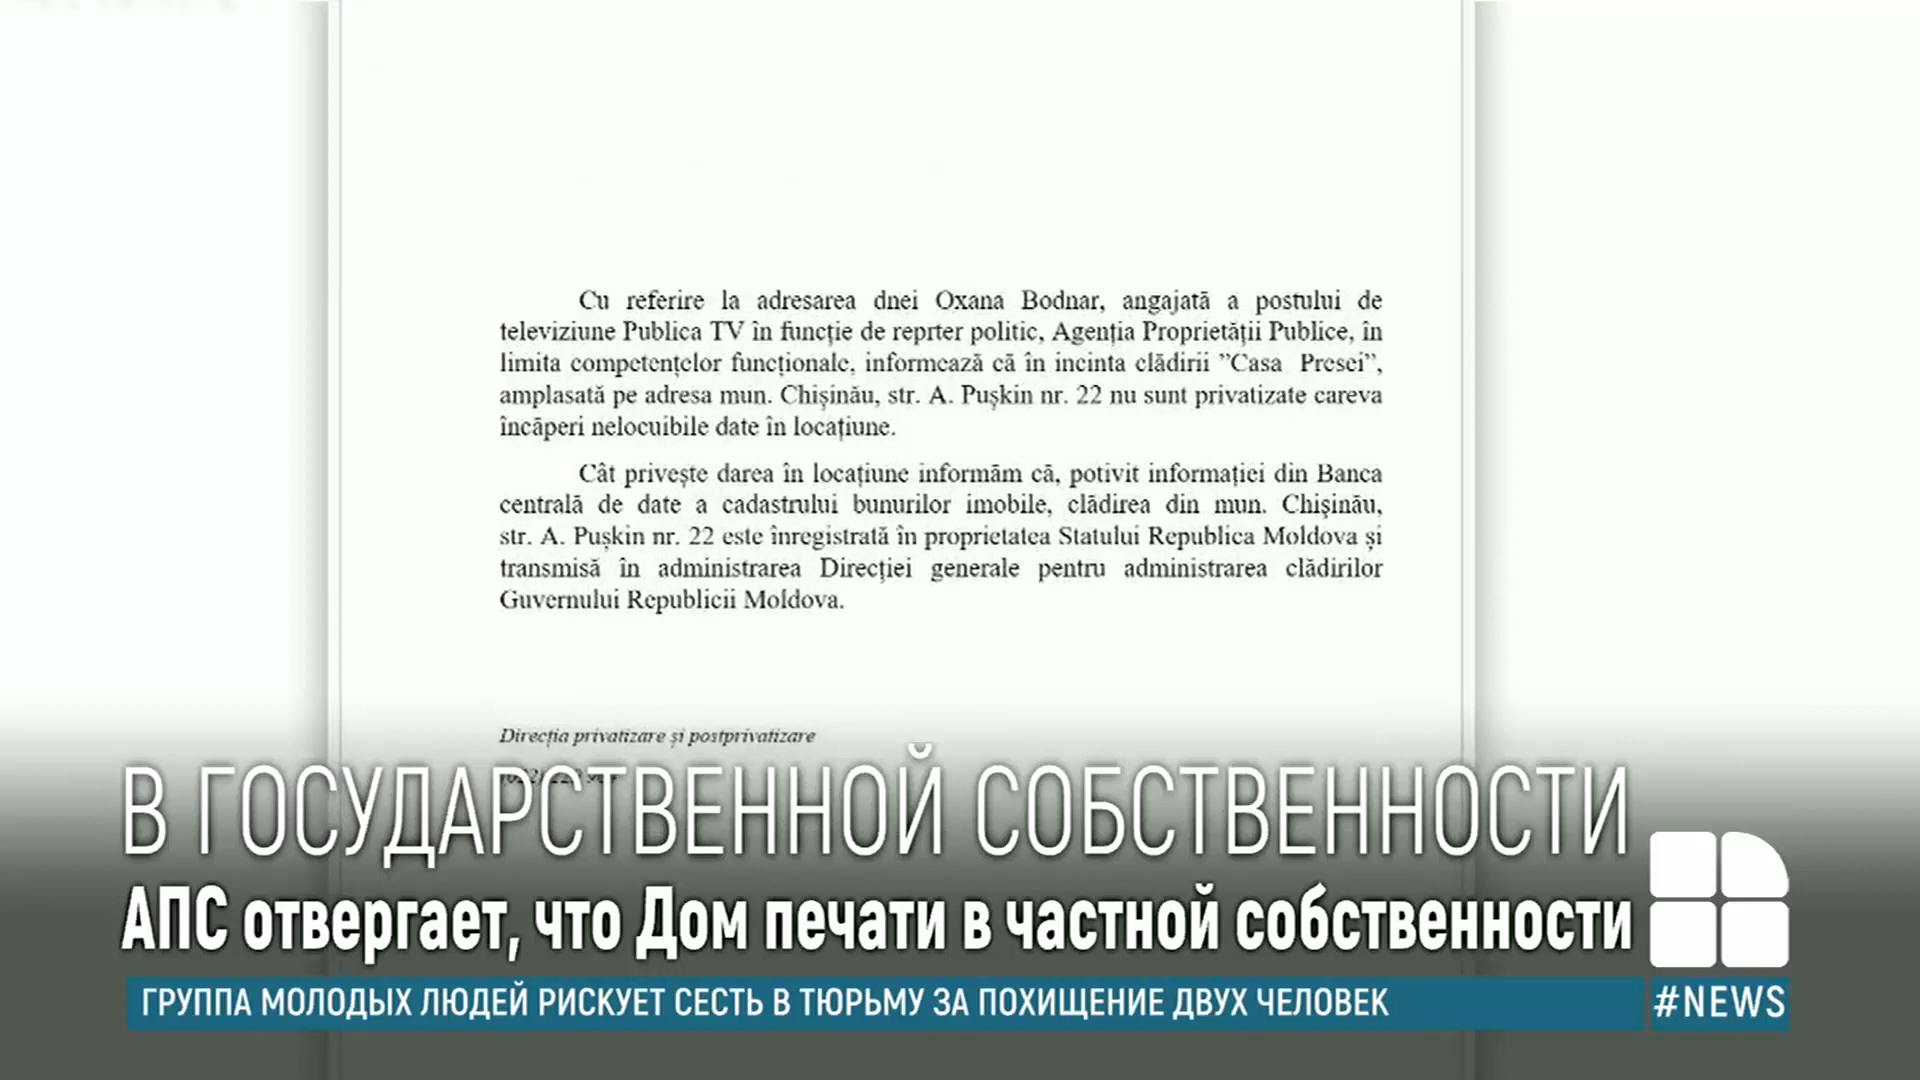 Cu referire la adresarea dnei Oxana Bodnar, angajată a postului de
televiziune Publica TV în funcție de reprter politic, Agenția Proprietății Publice, în
limita competențelor funcționale, informează că în incinta clădirii ”Casa Presei”,
amplasată pe adresa mun. Chișinău, str. A. Pușkin nr. 22 nu sunt privatizate careva
încăperi nelocuibile date în locațiune.
Cât privește darea în locațiune informăm că, potivit informației din Banca
centrală de date a cadastrului bunurilor imobile, clădirea din mun. Chișinău,
str. A. Pușkin nr. 22 este înregistrată în proprietatea Statului Republica Moldova și
transmisă în administrarea Direcției generale pentru administrarea clădirilor
Guvernului Republicii Moldova.
Direcția privatizare și postprivatizare
В ГОСУДАРСТВЕННОЙ СОБСТВЕННОСТИ
АПС отвергает, что Дом печати в частной собственности
ГРУППА МОЛОДЫХ ЛЮДЕЙ РИСКУЕТ СЕСТЬ В ТЮРЬМУ ЗА ПОХИЩЕНИЕ ДВУХ ЧЕЛОВЕК
#NEWS